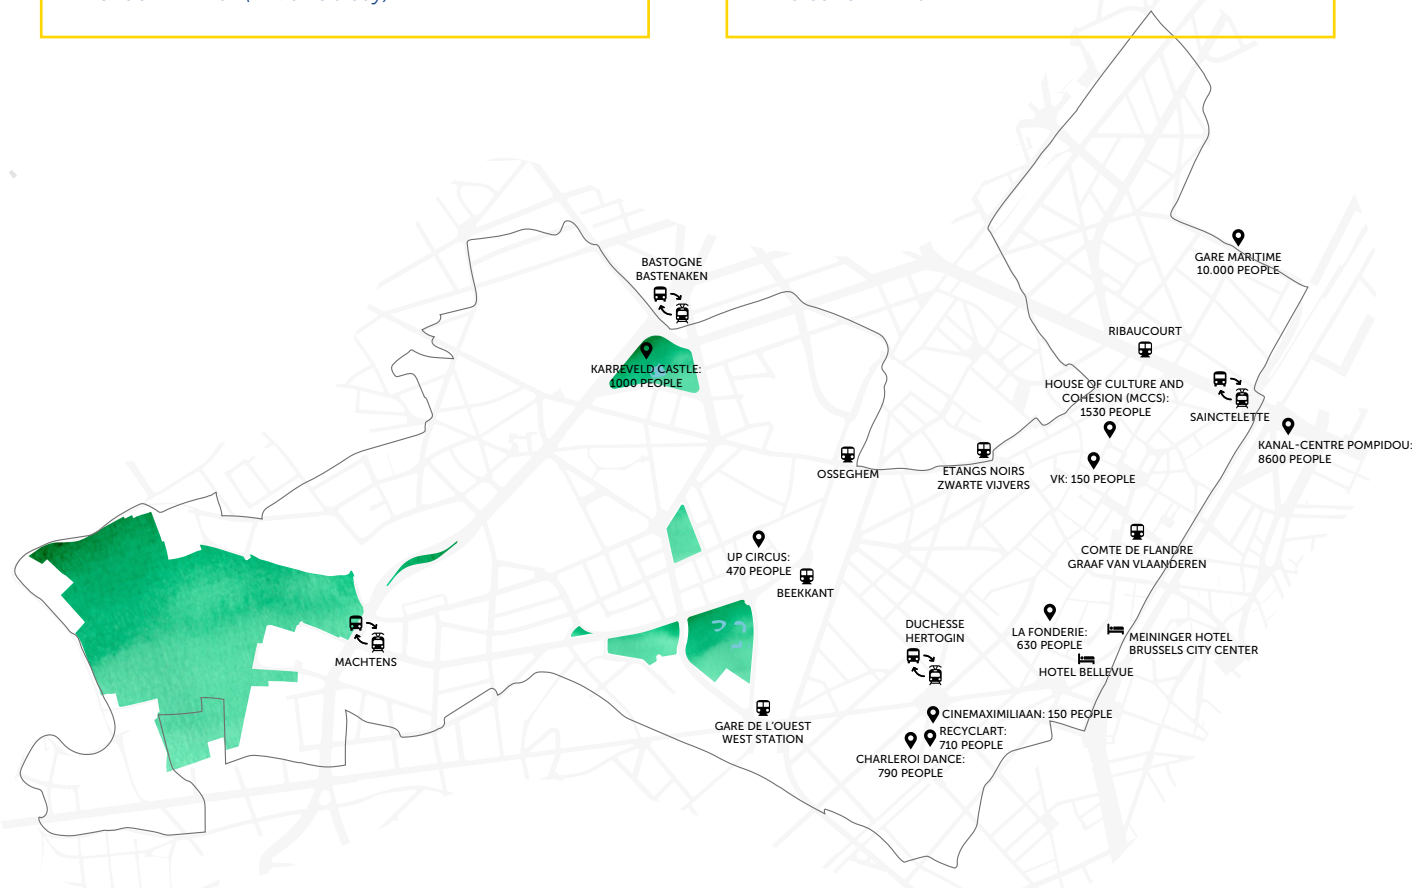 BASTOGNE
BASTENAKEN
KARREVELD CASTLE:
1000 PEOPLE
GARE MARITIME
10.000 PEOPLE
RIBAUCOURT
HOUSE OF CULTURE AND
COHESION (MCCS):
1530 PEOPLE
SAINCTELETTE
KANAL-CENTRE POMPIDOU:
8600 PEOPLE
OSSEGHEM
ETANGS NOIRS
ZWARTE VIJVERS
VK: 150 PEOPLE
UP CIRCUS:
470 PEOPLE
BEEKKANT
COMTE DE FLANDRE
GRAAF VAN VLAANDEREN
MACHTENS
DUCHESSE
HERTOGIN
LA FONDERIE:
630 PEOPLE
MEININGER HOTEL
BRUSSELS CITY CENTER
HOTEL BELLEVUE
GARE DE L'OUEST
WEST STATION
CINEMAXIMILIAAN: 150 PEOPLE
RECYCLART:
710 PEOPLE
CHARLEROI DANCE:
790 PEOPLE